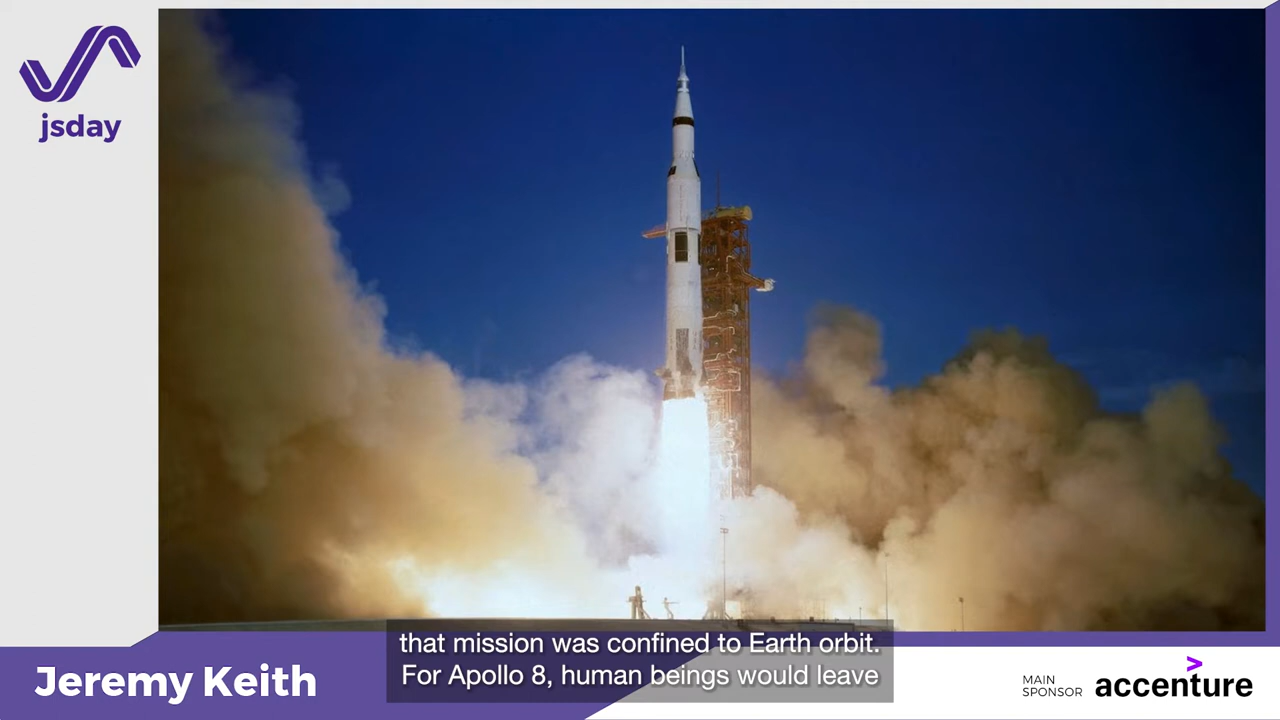 jsday
that mission was confined to Earth orbit.
For Apollo 8, human beings would leave
Jeremy Keith
MAIN
SPONSOR
accenture